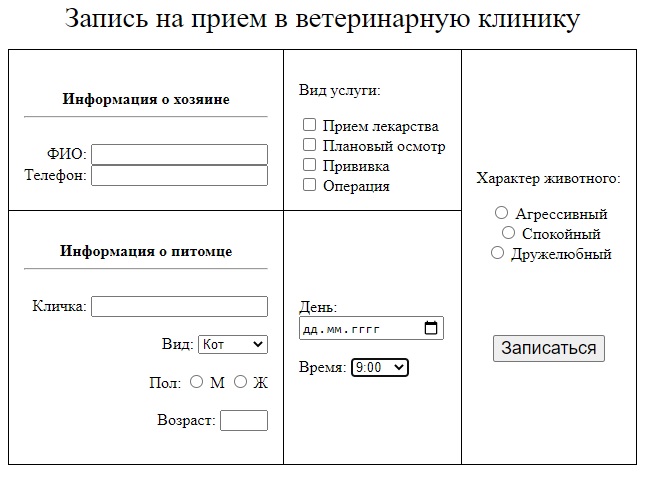 Запись на прием в ветеринарную клинику
Информация о хозяине
ФИО:
Телефон:
Вид услуги:
Прием лекарства
Плановый осмотр
Прививка
Операция
Информация о питомце
Кличка:
Вид: Кот
Пол: М Ж
Возраст:
День:
дд.мм.гггг
Время: 9:00
Характер животного:
Агрессивный
Спокойный
Дружелюбный
Записаться